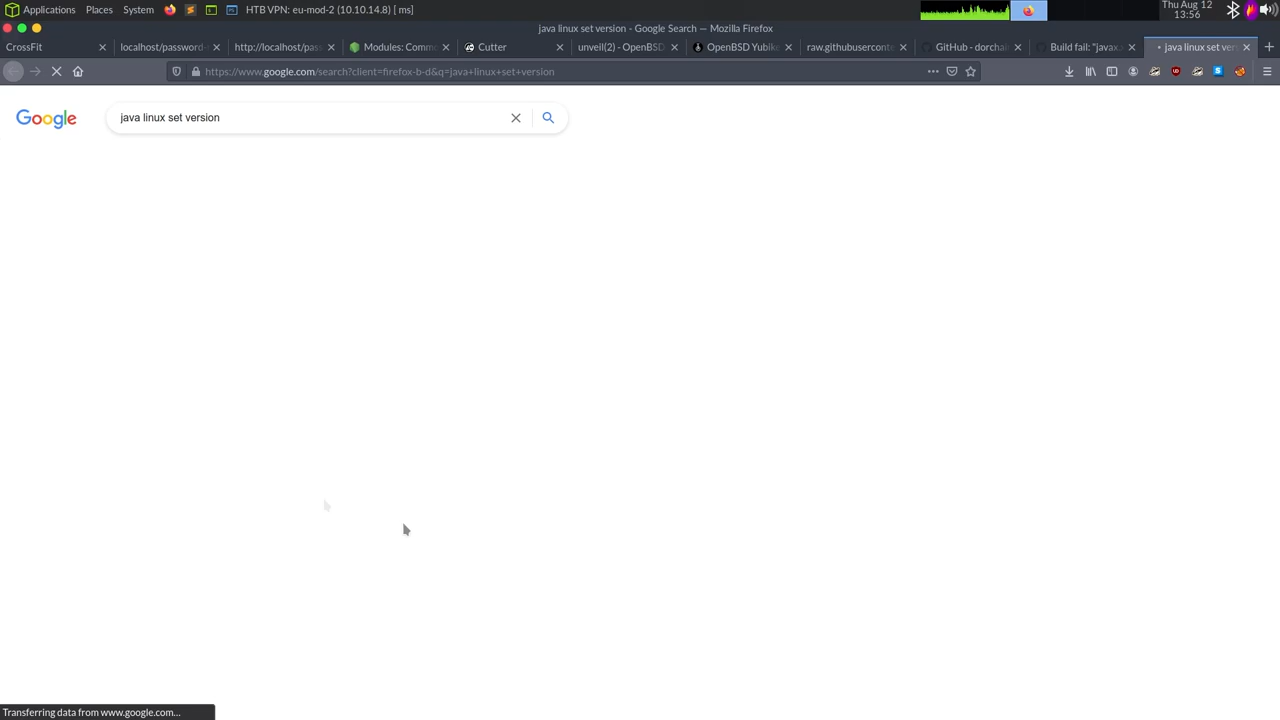 Applications Places System HTB VPN: eu-mod-2 (10.10.14.8) [ ms] Thu Aug 12
13:56
java linux set version - Google Search — Mozilla Firefox
CrossFit localhost/password- http://localhost/pas Modules: Comm Cutter unveil(2) - OpenBSD OpenBSD Yubike raw.githubuserconte GitHub - dorchai Build fail: "javax. java linux set ver
https://www.google.com/search?client=firefox-b-d&q=java+linux+set+version
Google java linux set version
Transferring data from www.google.com...